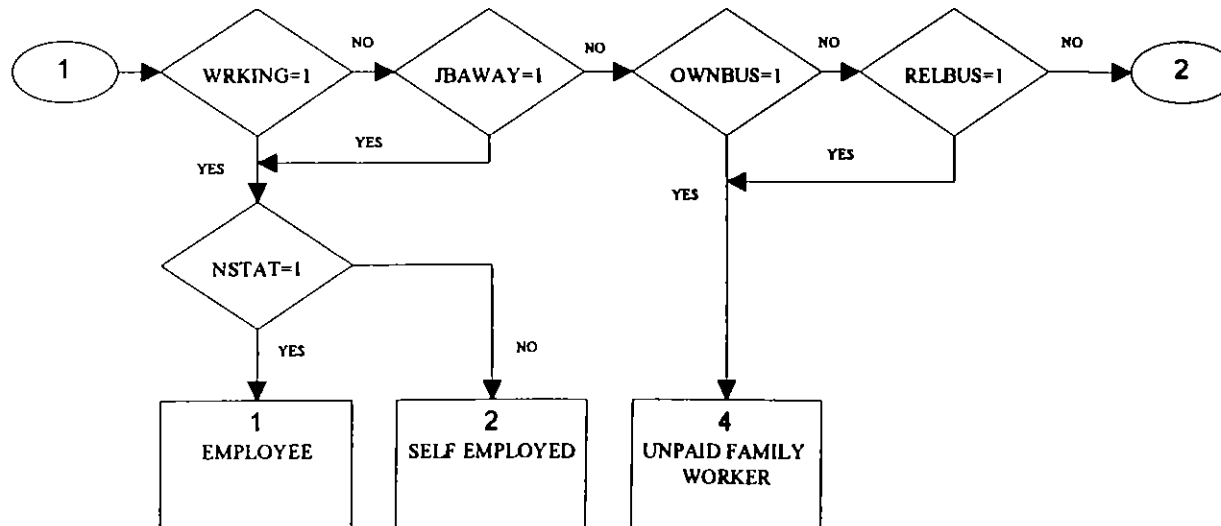 1
WRKING=1
NO
JBAWAY=1
NO
OWNBUS=1
NO
RELBUS=1
NO
2
YES
YES
YES
YES
NSTAT=1
YES
NO
1
EMPLOYEE
2
SELF EMPLOYED
4
UNPAID FAMILY
WORKER